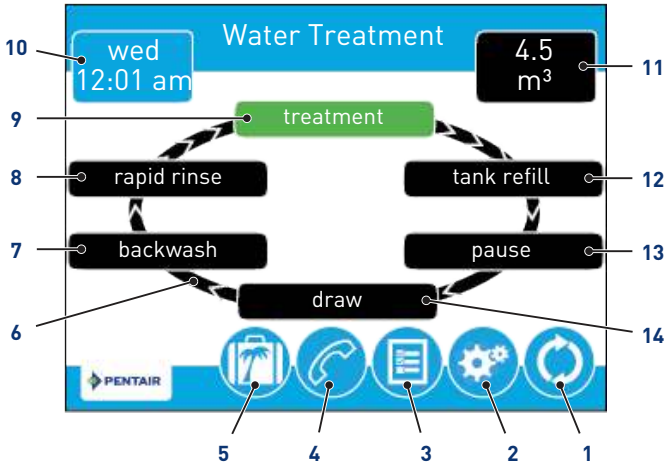 Water Treatment
10
wed
12:01 am
4.5
m³
11
9
treatment
8
rapid rinse
tank refill
12
7
backwash
pause
13
6
draw
14
PENTAIR
5
4
3
2
1